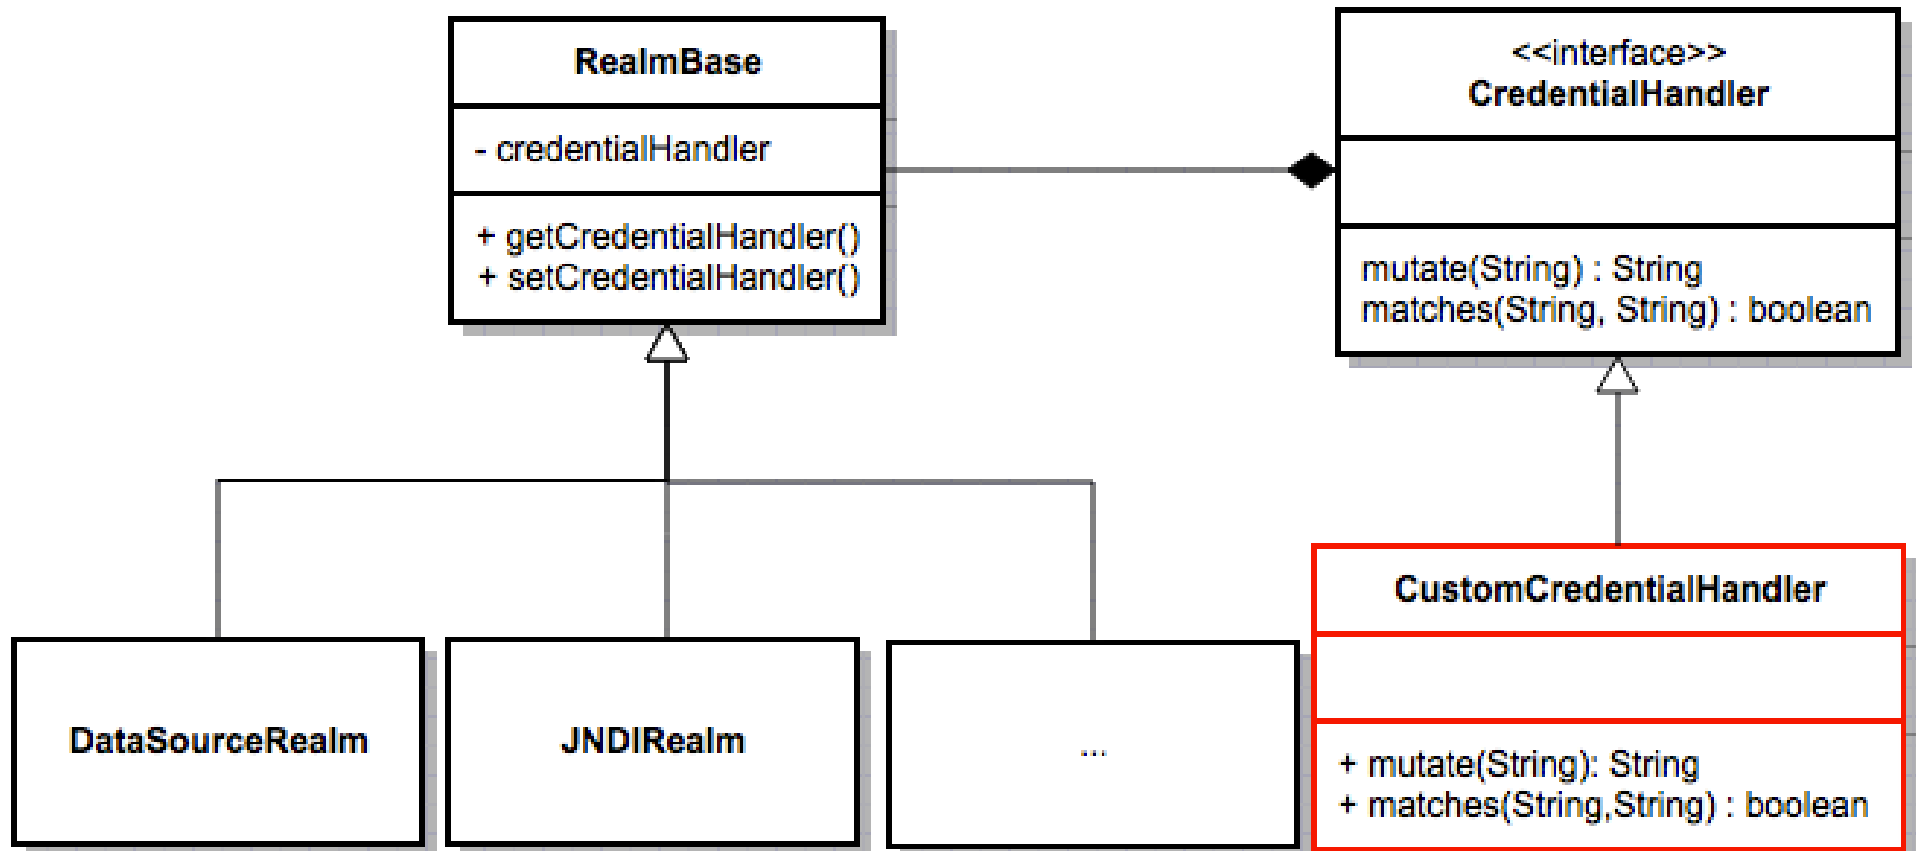 RealmBase
- credentialHandler
+ getCredentialHandler()
+ setCredentialHandler()
<<interface>>
CredentialHandler
mutate(String) : String
matches(String, String) : boolean
DataSourceRealm
JNDIRealm
...
CustomCredentialHandler
+ mutate(String): String
+ matches(String,String) : boolean